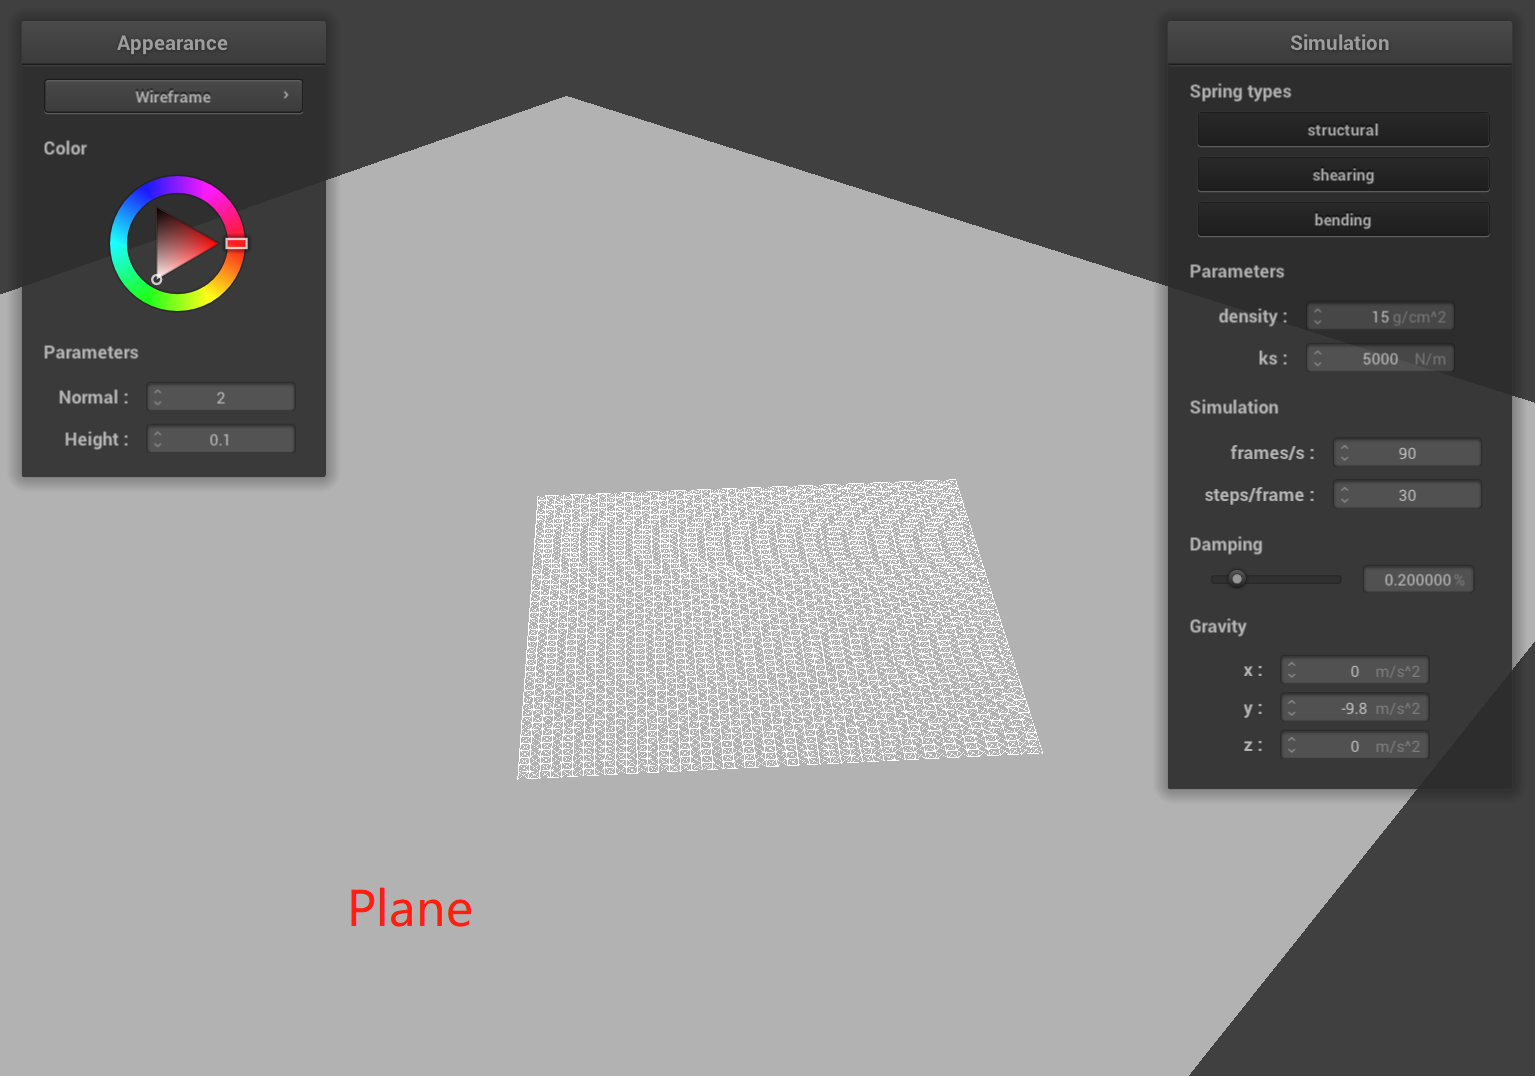 Appearance
Wireframe ›
Color
Parameters
Normal : 2
Height : 0.1
Simulation
Spring types
structural
shearing
bending
Parameters
density : 15 g/cm^2
ks : 5000 N/m
Simulation
frames/s : 90
steps/frame : 30
Damping
0.200000 %
Gravity
x : 0 m/s^2
y : -9.8 m/s^2
z : 0 m/s^2
Plane